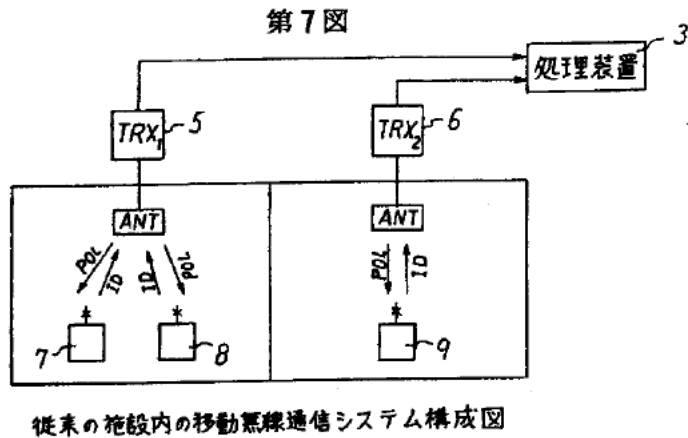 第7図
3
処理装置
TRX1 5
TRX2 6
ANT
ANT
POL ID ID POL
POL ID
7 8 9
従来の施設内の移動無線通信システム構成図